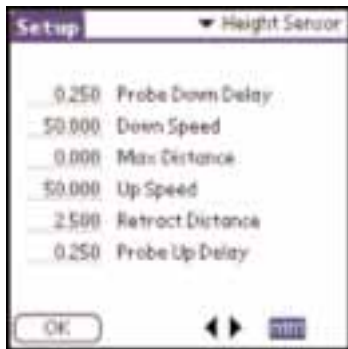 Setup ▼ Height Sensor
0.250 Probe Down Delay
50.000 Down Speed
0.000 Max Distance
50.000 Up Speed
2.500 Retract Distance
0.250 Probe Up Delay
OK mm